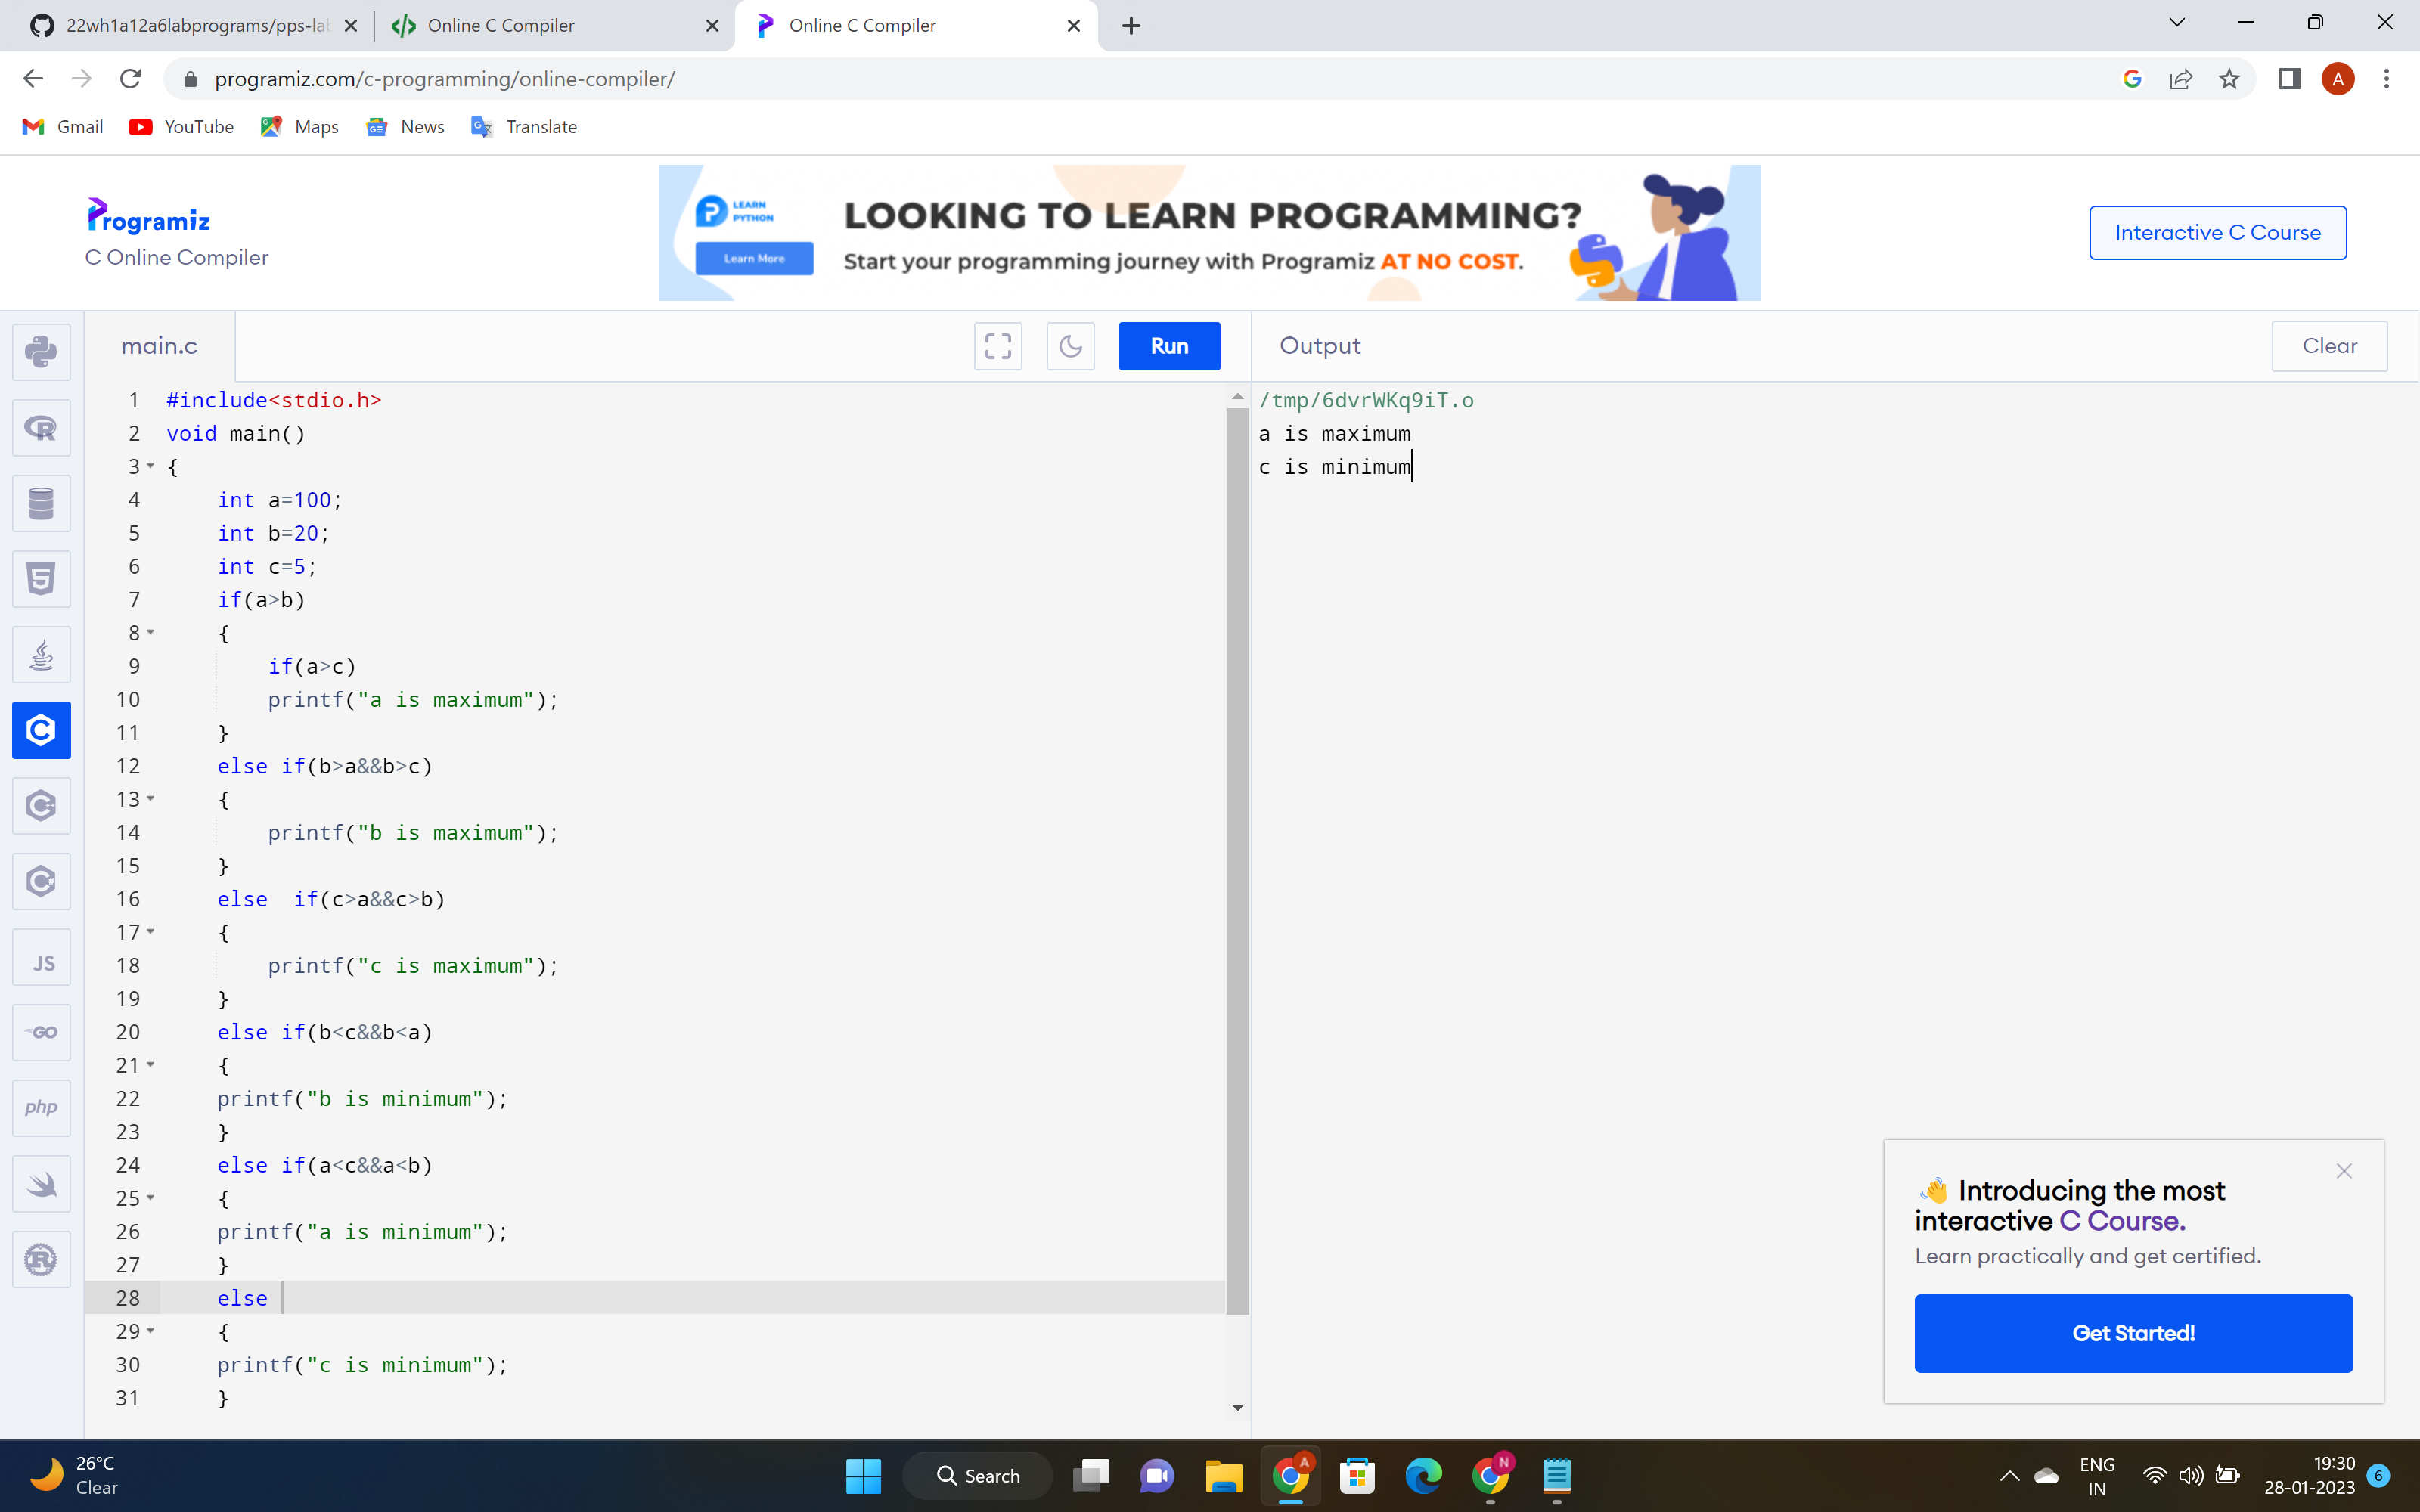 22wh1a12a6labprograms/pps-lab
Online C Compiler
Online C Compiler
programiz.com/c-programming/online-compiler/
A
Gmail
YouTube
Maps
News
Translate
Programiz
C Online Compiler
LEARN
PYTHON
Learn More
LOOKING TO LEARN PROGRAMMING?
Start your programming journey with Programiz AT NO COST.
Interactive C Course
main.c
Run
Output
Clear
1 #include<stdio.h>
2 void main()
3 {
4 int a=100;
5 int b=20;
6 int c=5;
7 if(a>b)
8 {
9 if(a>c)
10 printf("a is maximum");
11 }
12 else if(b>a&&b>c)
13 {
14 printf("b is maximum");
15 }
16 else  if(c>a&&c>b)
17 {
18 printf("c is maximum");
19 }
20 else if(b<c&&b<a)
21 {
22 printf("b is minimum");
23 }
24 else if(a<c&&a<b)
25 {
26 printf("a is minimum");
27 }
28 else
29 {
30 printf("c is minimum");
31 }
/tmp/6dvrWKq9iT.o
a is maximum
c is minimum
JS
GO
php
👋 Introducing the most
interactive C Course.
Learn practically and get certified.
Get Started!
26°C
Clear
Search
A
N
ENG
IN
19:30
28-01-2023
6